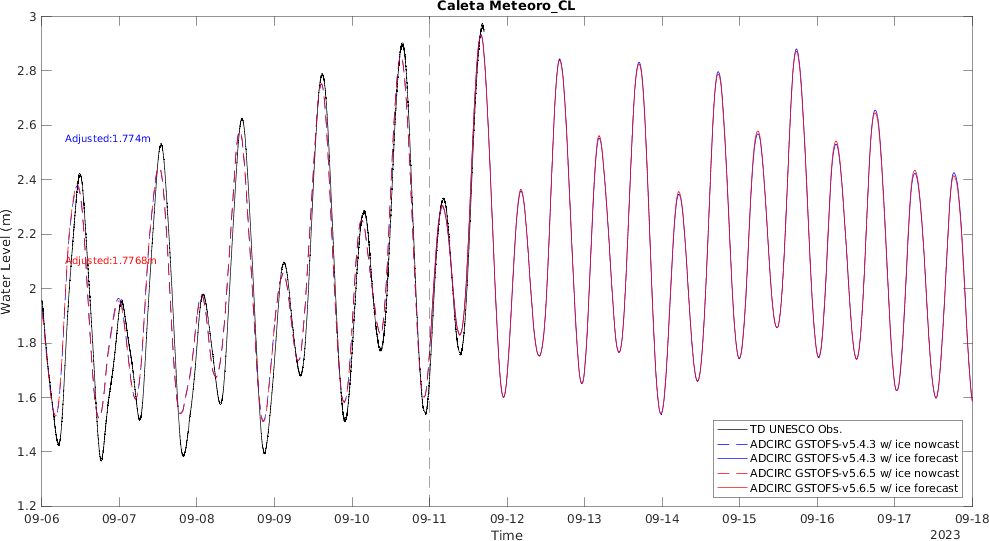 Caleta Meteoro_CL
3
2.8
2.6
2.4
2.2
2
1.8
1.6
1.4
1.2
Water Level (m)
Adjusted:1.774m
Adjusted:1.7768m
TD UNESCO Obs.
ADCIRC GSTOFS-v5.4.3 w/ ice nowcast
ADCIRC GSTOFS-v5.4.3 w/ ice forecast
ADCIRC GSTOFS-v5.6.5 w/ ice nowcast
ADCIRC GSTOFS-v5.6.5 w/ ice forecast
09-06 09-07 09-08 09-09 09-10 09-11 09-12 09-13 09-14 09-15 09-16 09-17 09-18
Time
2023